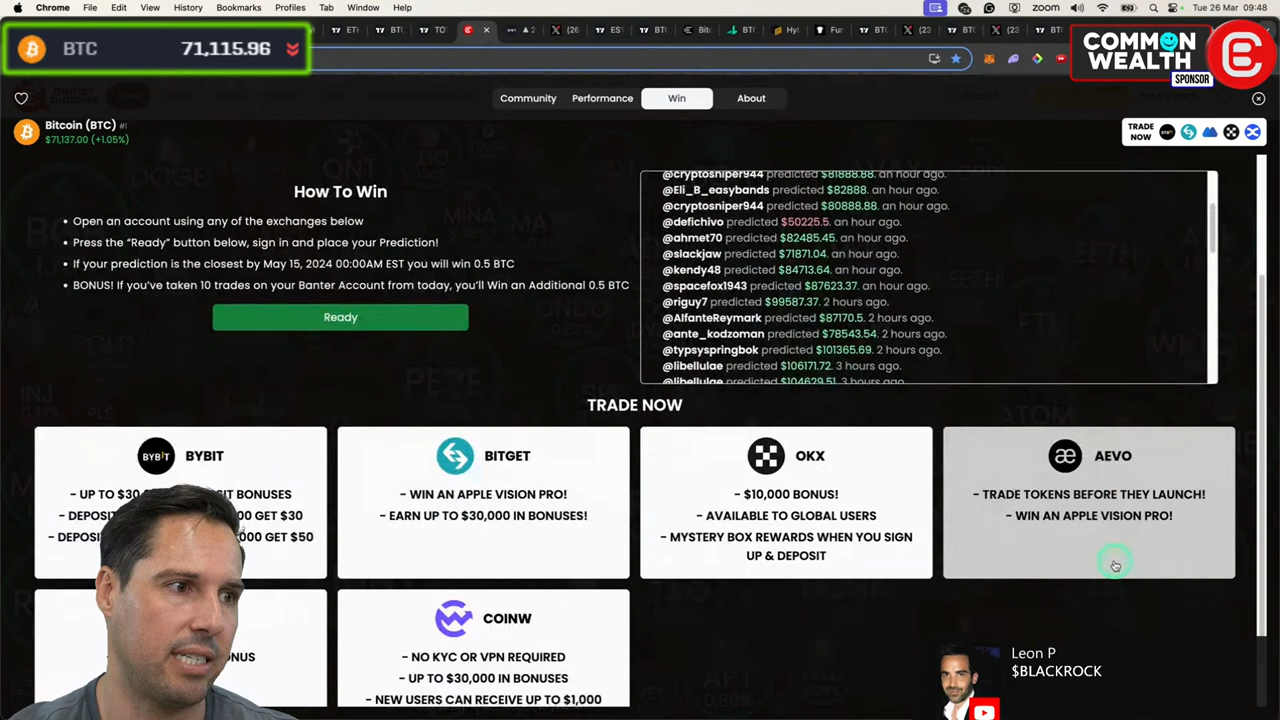 Chrome File Edit View History Bookmarks Profiles Tab Window Help
zoom
Tue 26 Mar 09:48
BTC 71,115.96
COMMON
WEALTH
SPONSOR
Community Performance Win About
Bitcoin (BTC)
$71,137.00 (+1.05%)
TRADE
NOW
How To Win
• Open an account using any of the exchanges below
• Press the "Ready" button below, sign in and place your Prediction!
• If your prediction is the closest by May 15, 2024 00:00AM EST you will win 0.5 BTC
• BONUS! If you've taken 10 trades on your Banter Account from today, you'll Win an Additional 0.5 BTC
Ready
@cryptosniper944 predicted $81888.88. an hour ago.
@Eli_B_easybands predicted $82888. an hour ago.
@cryptosniper944 predicted $80888.88. an hour ago.
@defichivo predicted $50225.5. an hour ago.
@ahmet70 predicted $82485.45. an hour ago.
@slackjaw predicted $71871.04. an hour ago.
@kendy48 predicted $84713.64. an hour ago.
@spacefox1943 predicted $87623.37. an hour ago.
@riguy7 predicted $99587.37. 2 hours ago.
@AlfanteReymark predicted $87170.5. 2 hours ago.
@ante_kodzoman predicted $78543.54. 2 hours ago.
@typsyspringbok predicted $101365.69. 2 hours ago.
@libellulae predicted $106171.72. 3 hours ago.
@libellulae predicted $104629.51. 3 hours ago.
TRADE NOW
BYBIT
- UP TO $30
BONUSES
- DEPOS
GET $30
- DEPOS
000 GET $50
BITGET
- WIN AN APPLE VISION PRO!
- EARN UP TO $30,000 IN BONUSES!
OKX
- $10,000 BONUS!
- AVAILABLE TO GLOBAL USERS
- MYSTERY BOX REWARDS WHEN YOU SIGN
UP & DEPOSIT
AEVO
- TRADE TOKENS BEFORE THEY LAUNCH!
- WIN AN APPLE VISION PRO!
COINW
- NO KYC OR VPN REQUIRED
- UP TO $30,000 IN BONUSES
- NEW USERS CAN RECEIVE UP TO $1,000
Leon P
$BLACKROCK